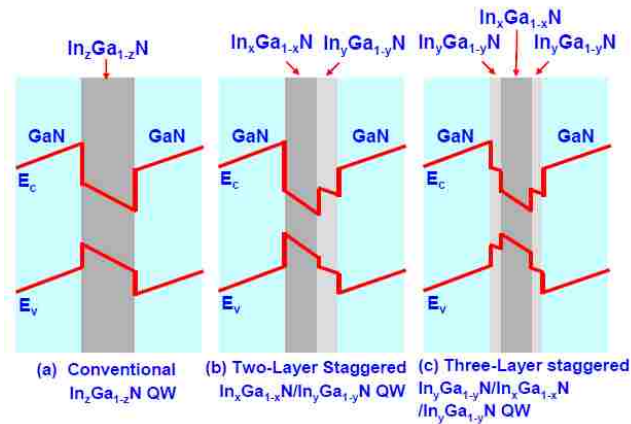 InxGa1-xN
InzGa1-zN
InxGa1-xN InyGa1-yN
InyGa1-yN InyGa1-yN
GaN GaN GaN GaN GaN GaN
Ec Ec Ec
Ev Ev Ev
(a) Conventional
InzGa1-zN QW
(b) Two-Layer Staggered
InxGa1-xN/InyGa1-yN QW
(c) Three-Layer staggered
InyGa1-yN/InxGa1-xN
/InyGa1-yN QW